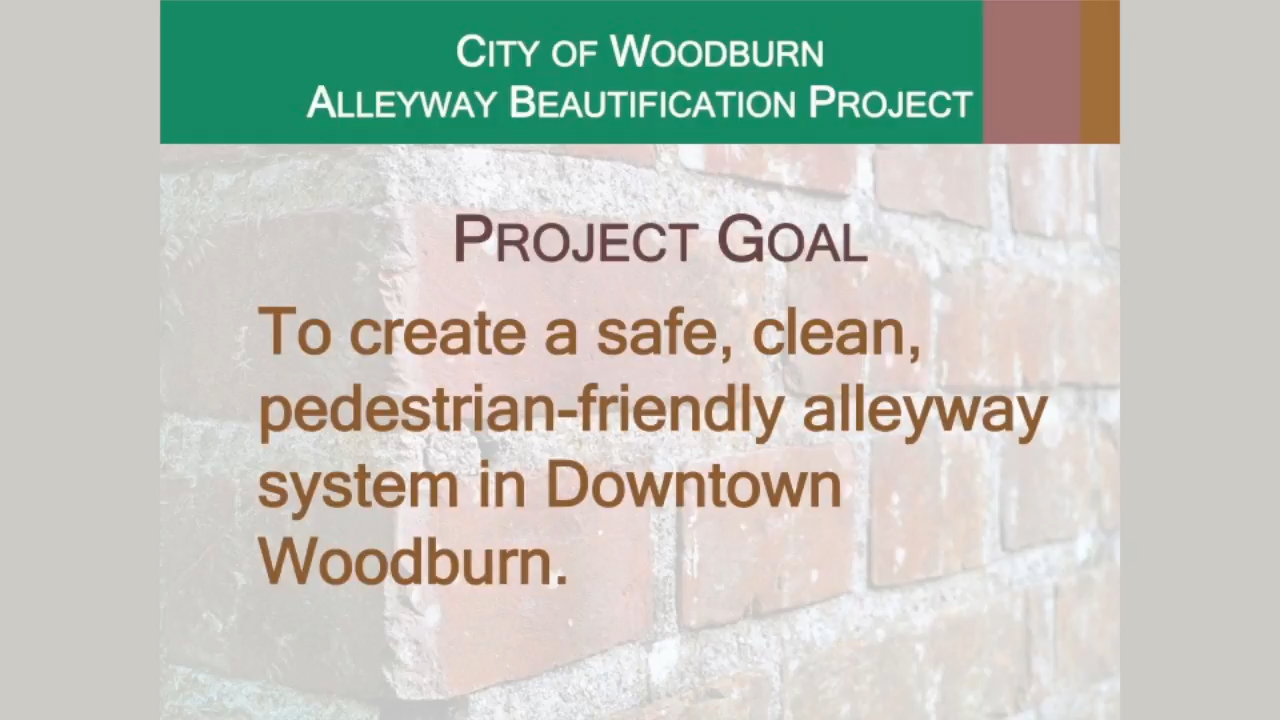 CITY OF WOODBURN
ALLEYWAY BEAUTIFICATION PROJECT
PROJECT GOAL
To create a safe, clean,
pedestrian-friendly alleyway
system in Downtown
Woodburn.